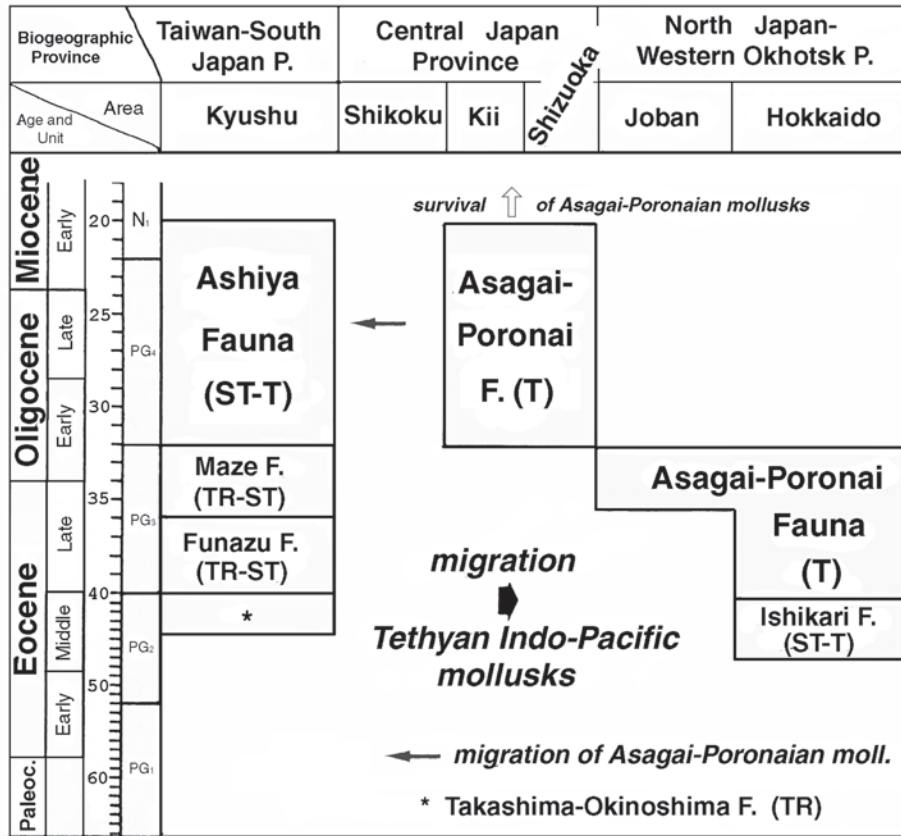 Biogeographic
Province
Taiwan-South
Japan P.
Central Japan
Province
North Japan-
Western Okhotsk P.
Area
Age and
Unit
Kyushu
Shikoku
Kii
Shizuoka
Joban
Hokkaido
Miocene
Early
Oligocene
Late
Early
Eocene
Late
Middle
Early
Paleoc.
20
25
30
35
40
50
60
N1
PG4
PG3
PG2
PG1
survival of Asagai-Poronaian mollusks
Ashiya
Fauna
(ST-T)
Asagai-
Poronai
F. (T)
Maze F.
(TR-ST)
Funazu F.
(TR-ST)
*
Asagai-Poronai
Fauna
(T)
Ishikari F.
(ST-T)
migration
Tethyan Indo-Pacific
mollusks
migration of Asagai-Poronaian moll.
* Takashima-Okinoshima F. (TR)